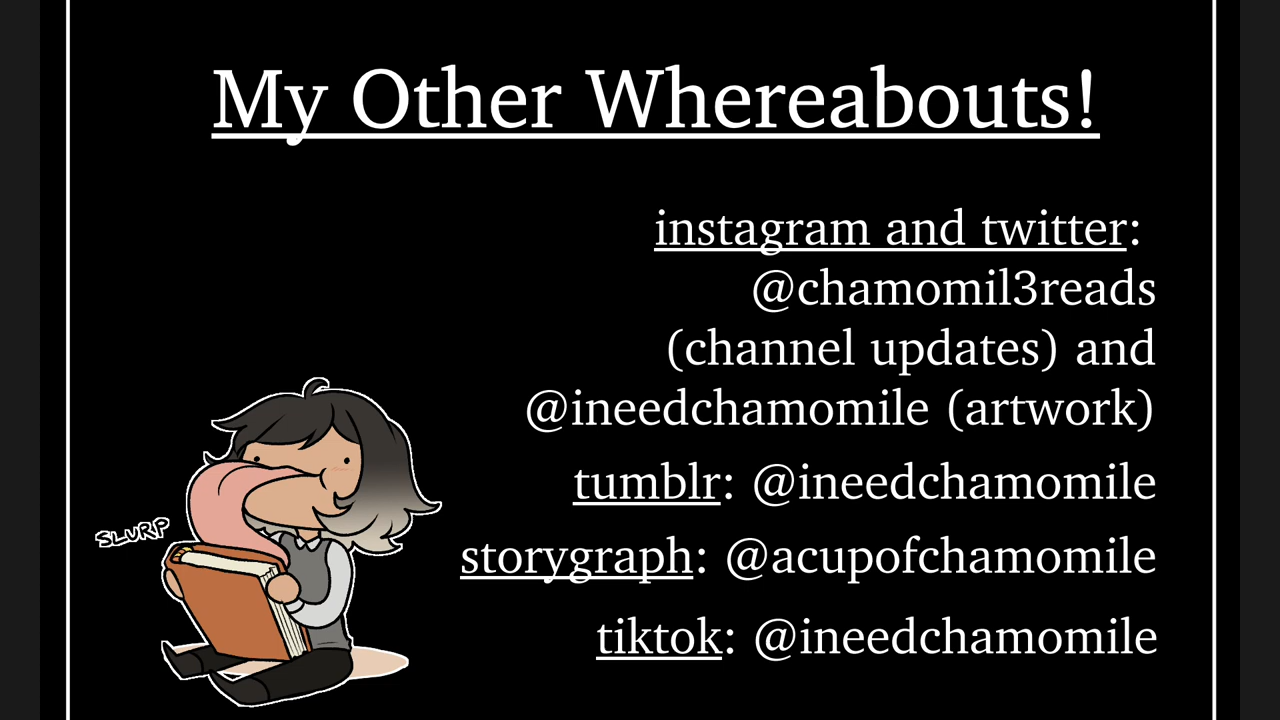 My Other Whereabouts!
instagram and twitter:
@chamomil3reads
(channel updates) and
@ineedchamomile (artwork)
tumblr: @ineedchamomile
SLURP
storygraph: @acupofchamomile
tiktok: @ineedchamomile